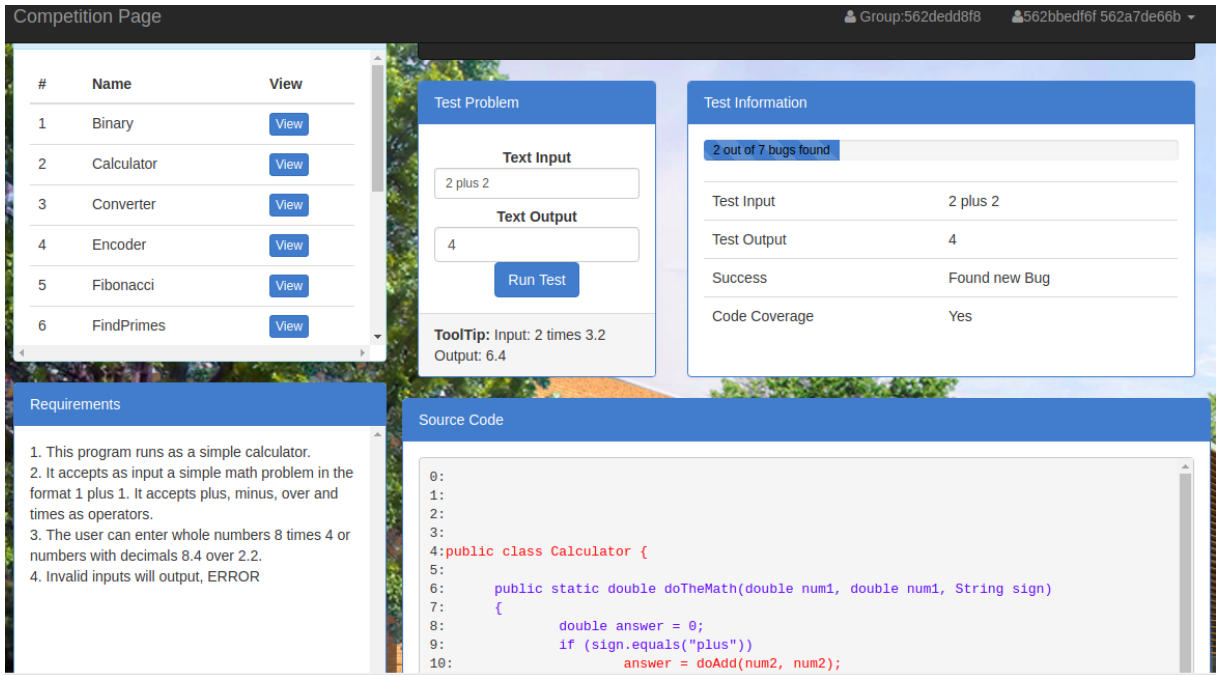 Competition Page
Group:562dedd8f8
562bbedf6f 562a7de66b
# Name View
1 Binary View
2 Calculator View
3 Converter View
4 Encoder View
5 Fibonacci View
6 FindPrimes View
Requirements
1. This program runs as a simple calculator.
2. It accepts as input a simple math problem in the
format 1 plus 1. It accepts plus, minus, over and
times as operators.
3. The user can enter whole numbers 8 times 4 or
numbers with decimals 8.4 over 2.2.
4. Invalid inputs will output, ERROR
Test Problem
Text Input
2 plus 2
Text Output
4
Run Test
ToolTip: Input: 2 times 3.2
Output: 6.4
Test Information
2 out of 7 bugs found
Test Input 2 plus 2
Test Output 4
Success Found new Bug
Code Coverage Yes
Source Code
0:
1:
2:
3:
4:public class Calculator {
5:
6: public static double doTheMath(double num1, double num1, String sign)
7: {
8: double answer = 0;
9: if (sign.equals("plus"))
10: answer = doAdd(num2, num2);